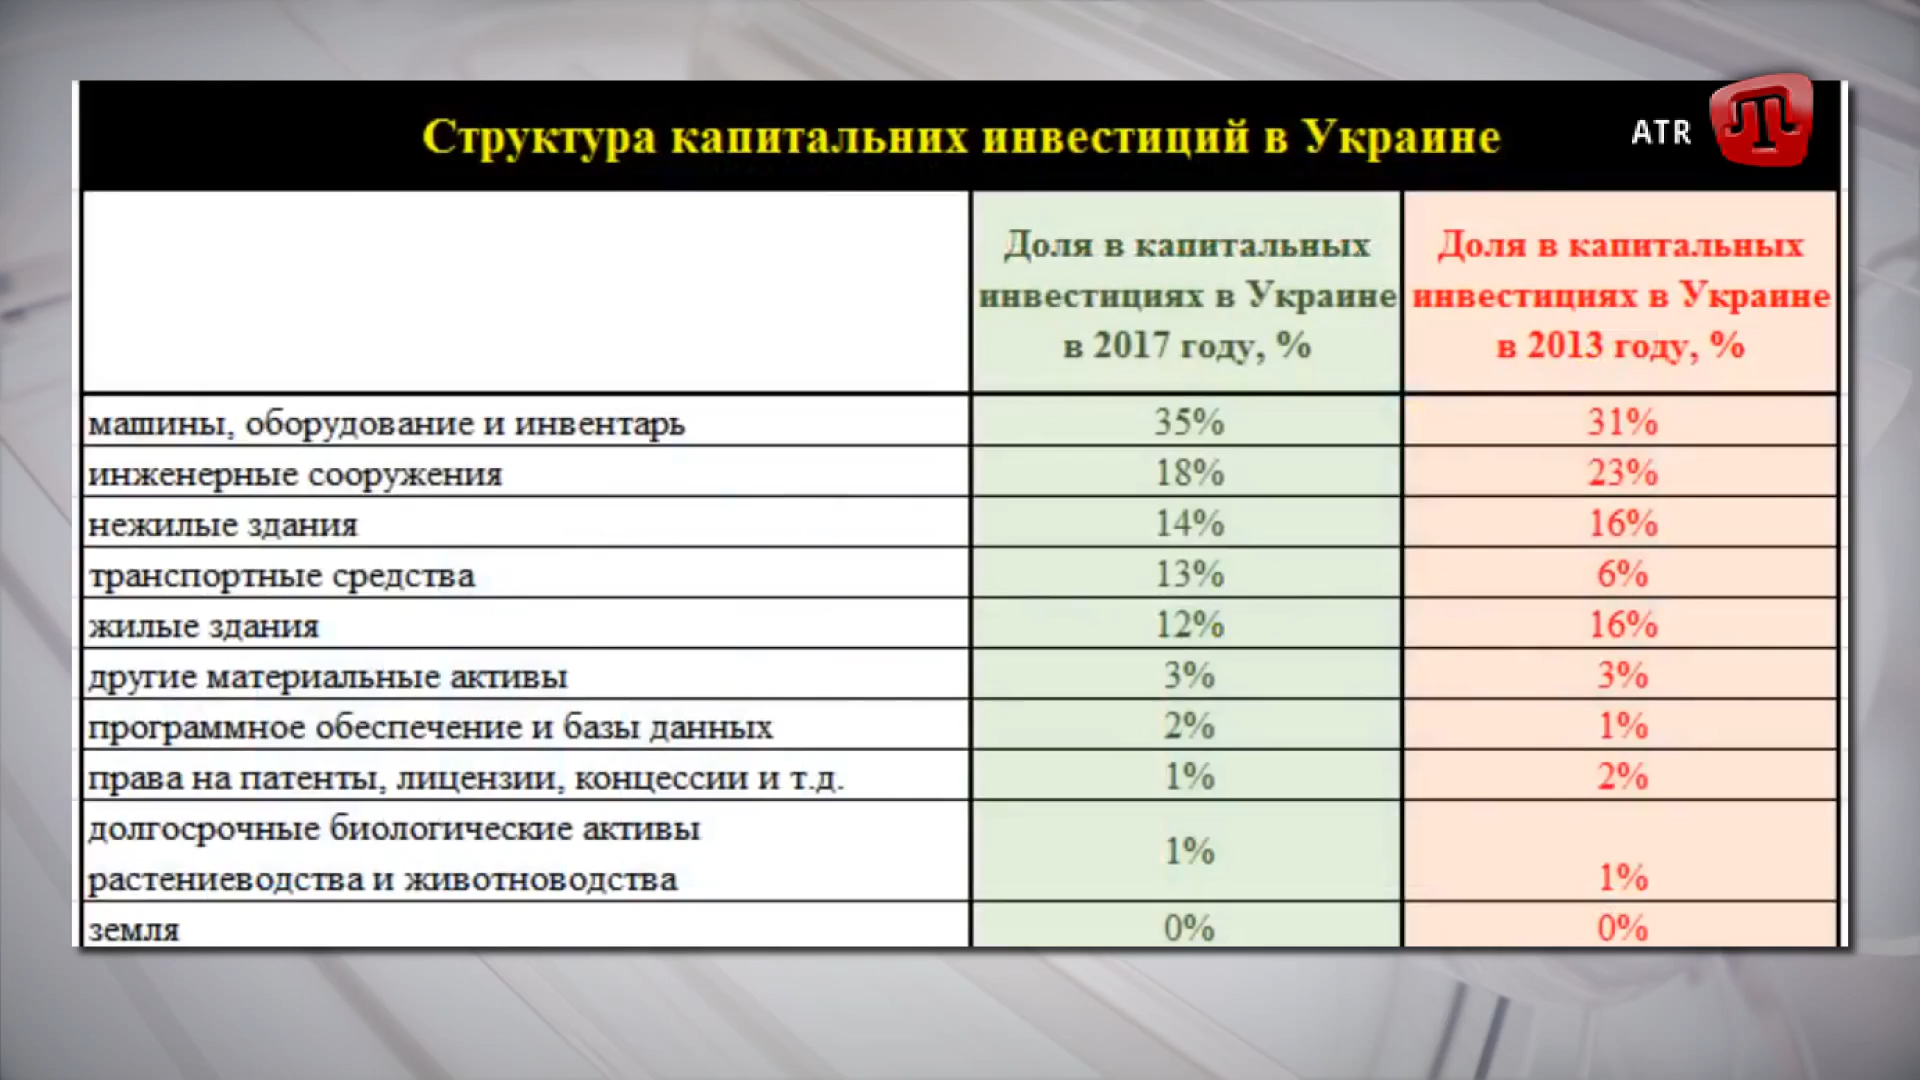 Структура капитальних инвестиций в Украине
ATR
Доля в капитальных
инвестициях в Украине
в 2017 году, %
Доля в капитальных
инвестициях в Украине
в 2013 году, %
машины, оборудование и инвентарь 35% 31%
инженерные сооружения 18% 23%
нежилые здания 14% 16%
транспортные средства 13% 6%
жилые здания 12% 16%
другие материальные активы 3% 3%
программное обеспечение и базы данных 2% 1%
права на патенты, лицензии, концессии и т.д. 1% 2%
долгосрочные биологические активы
растениеводства и животноводства 1% 1%
земля 0% 0%